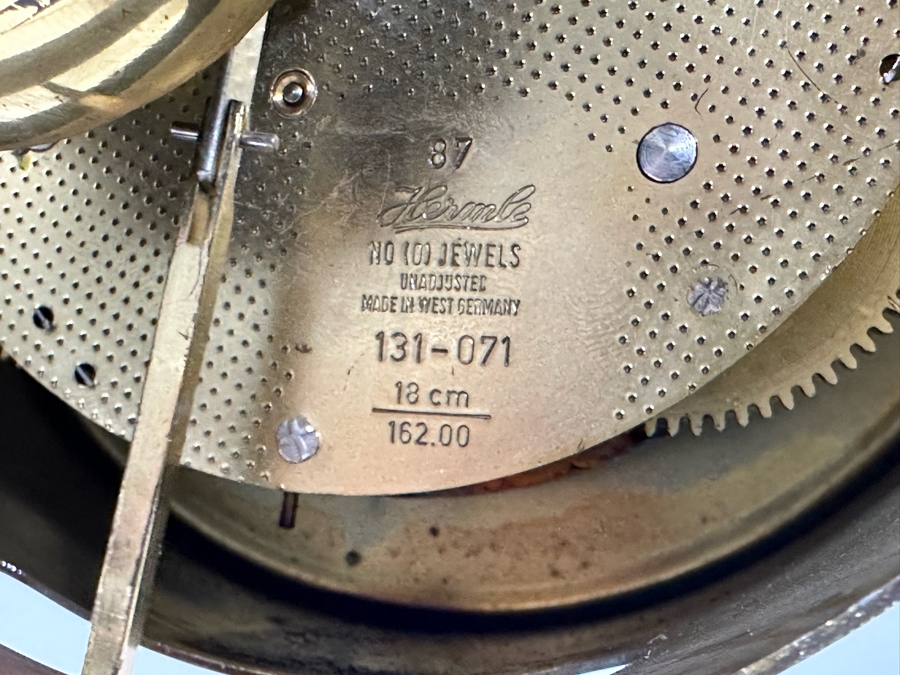 87
Hermle
NO (0) JEWELS
UNADJUSTED
MADE IN WEST GERMANY
131-071
18 cm
162.00